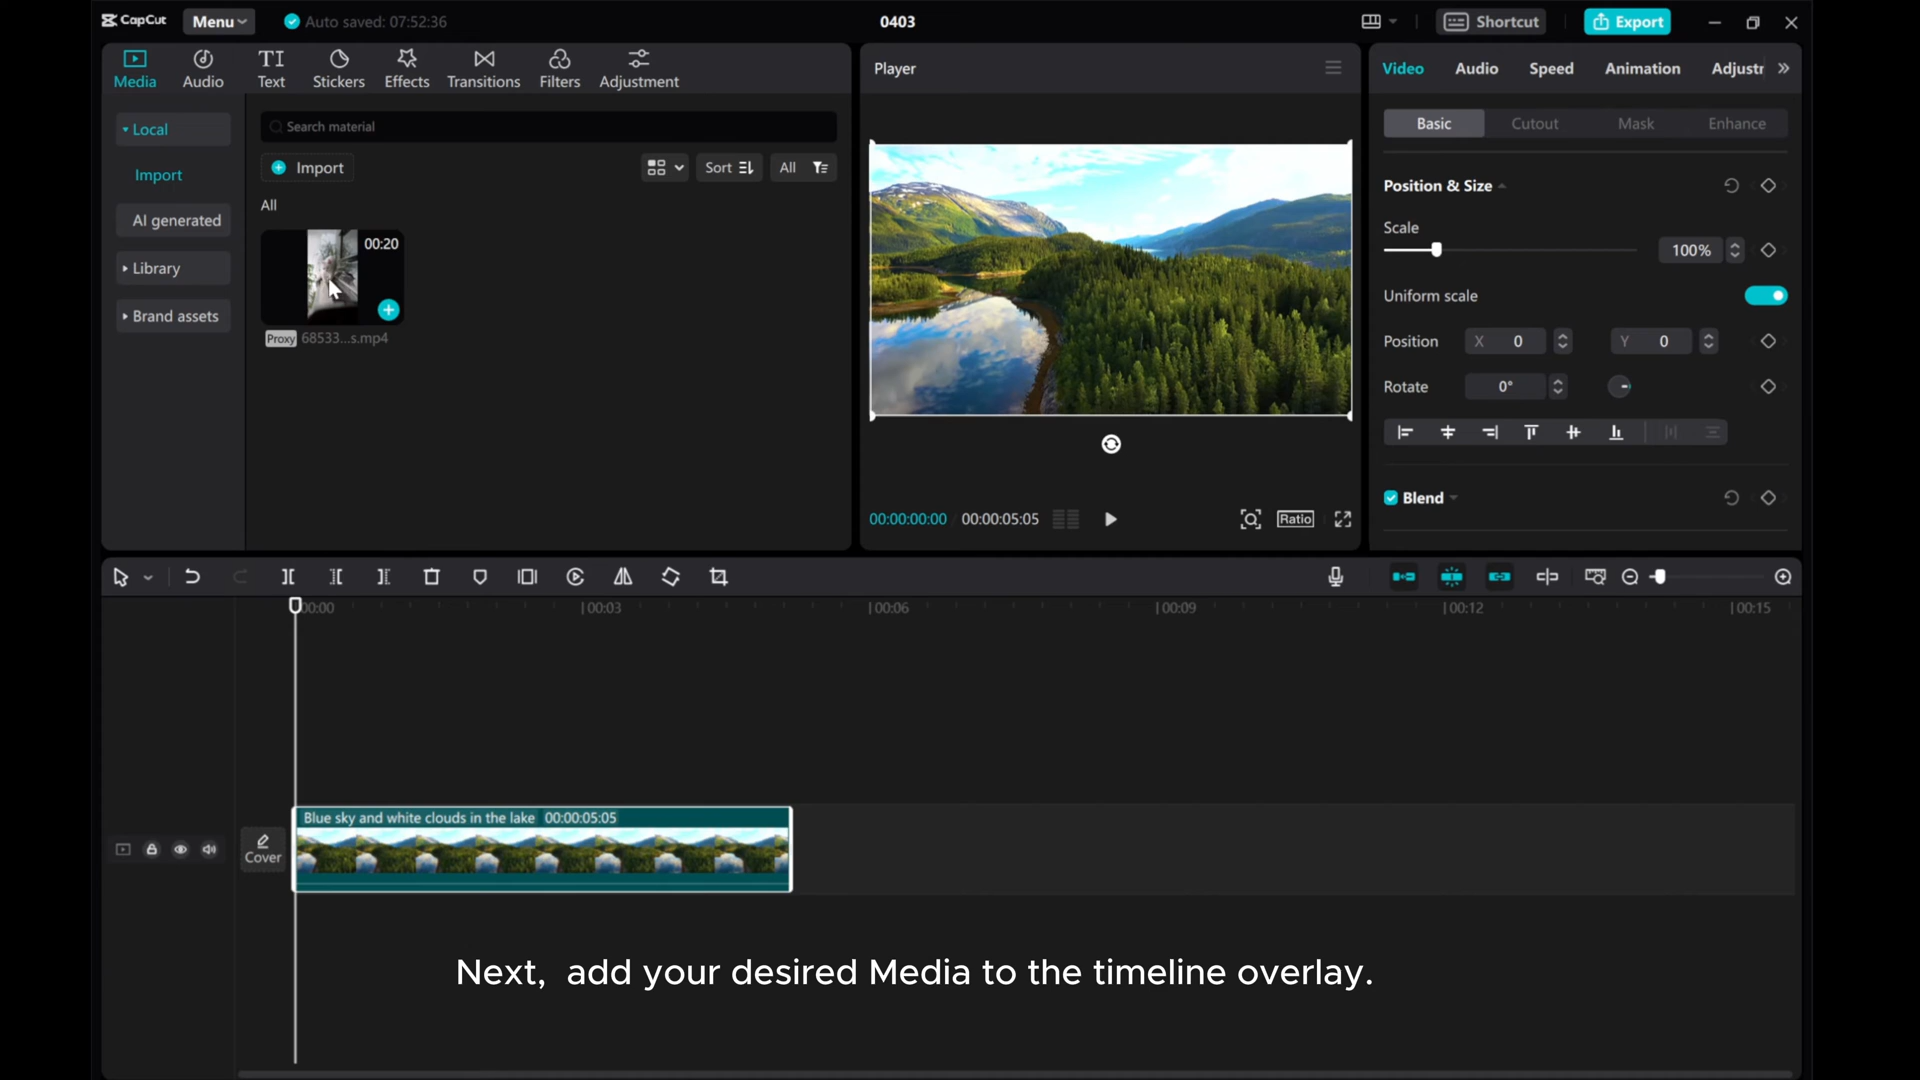 CapCut
Menu
Auto saved: 07:52:36
0403
Shortcut
Export
Media
Audio
TI
Text
Stickers
Effects
Transitions
Filters
Adjustment
Local
Import
AI generated
Library
Brand assets
Search material
Import
Sort
All
All
00:20
Proxy
68533...s.mp4
Player
00:00:00:00
00:00:05:05
Ratio
Video
Audio
Speed
Animation
Adjustr
Basic
Cutout
Mask
Enhance
Position & Size
Scale
100%
Uniform scale
Position
X 0
Y 0
Rotate
0°
Blend
00:00
00:03
00:06
00:09
00:12
00:15
Cover
Blue sky and white clouds in the lake 00:00:05:05
Next, add your desired Media to the timeline overlay.